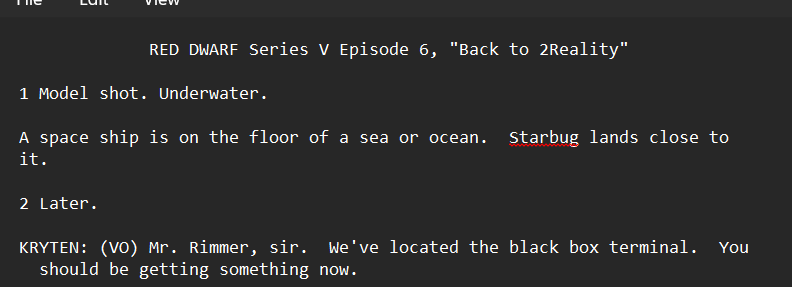 File Edit View
RED DWARF Series V Episode 6, "Back to 2Reality"
1 Model shot. Underwater.
A space ship is on the floor of a sea or ocean.  Starbug lands close to
it.
2 Later.
KRYTEN: (VO) Mr. Rimmer, sir.  We've located the black box terminal.  You
should be getting something now.